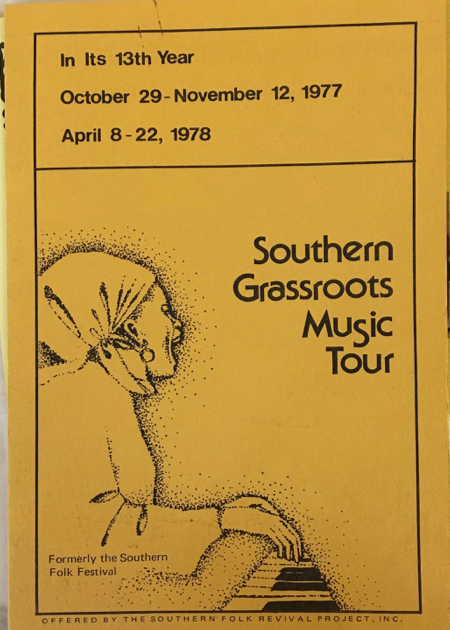 In Its 13th Year
October 29-November 12, 1977
April 8-22, 1978
Southern
Grassroots
Music
Tour
Formerly the Southern
Folk Festival
OFFERED BY THE SOUTHERN FOLK REVIVAL PROJECT, INC.